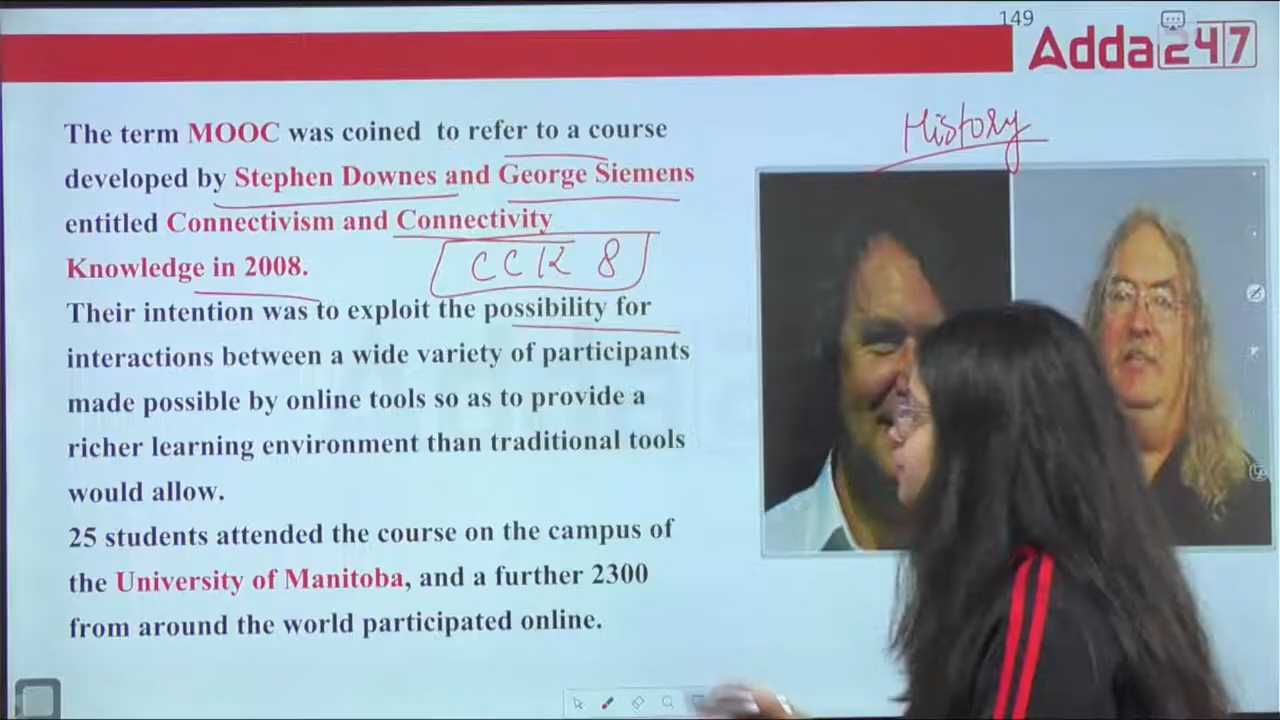 149
Adda247
History
The term MOOC was coined to refer to a course
developed by Stephen Downes and George Siemens
entitled Connectivism and Connectivity
Knowledge in 2008.
CCK 8
Their intention was to exploit the possibility for
interactions between a wide variety of participants
made possible by online tools so as to provide a
richer learning environment than traditional tools
would allow.
25 students attended the course on the campus of
the University of Manitoba, and a further 2300
from around the world participated online.